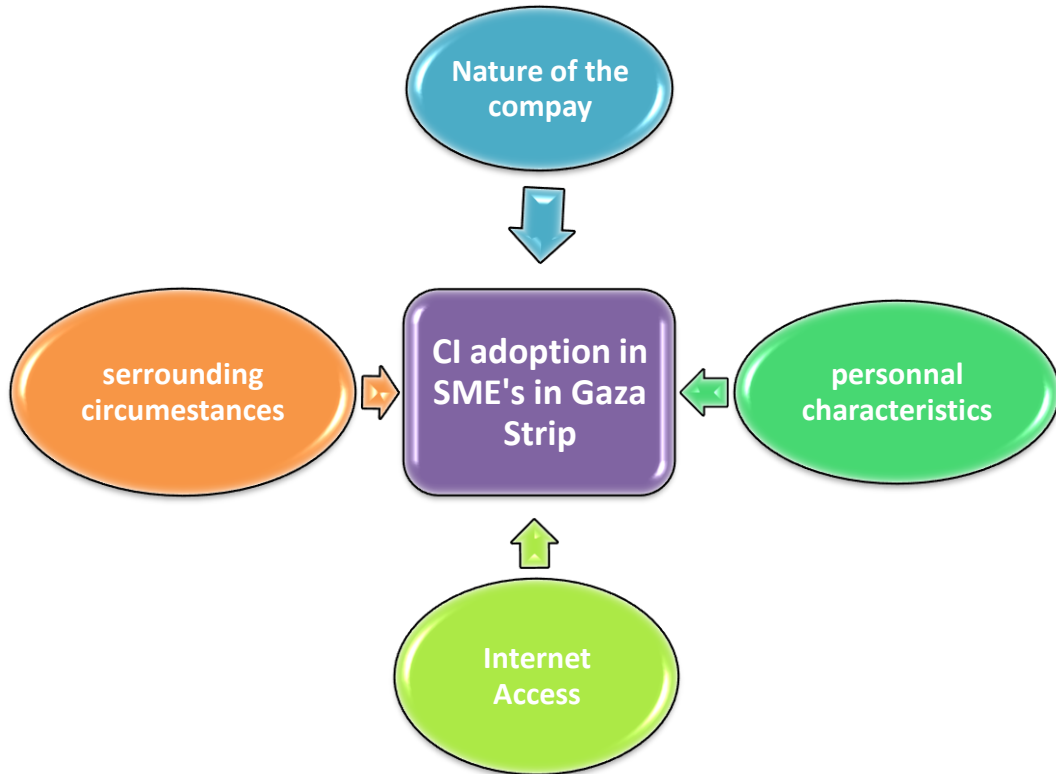 Nature of the
compay
serrounding
circumestances
CI adoption in
SME's in Gaza
Strip
personnal
characteristics
Internet
Access